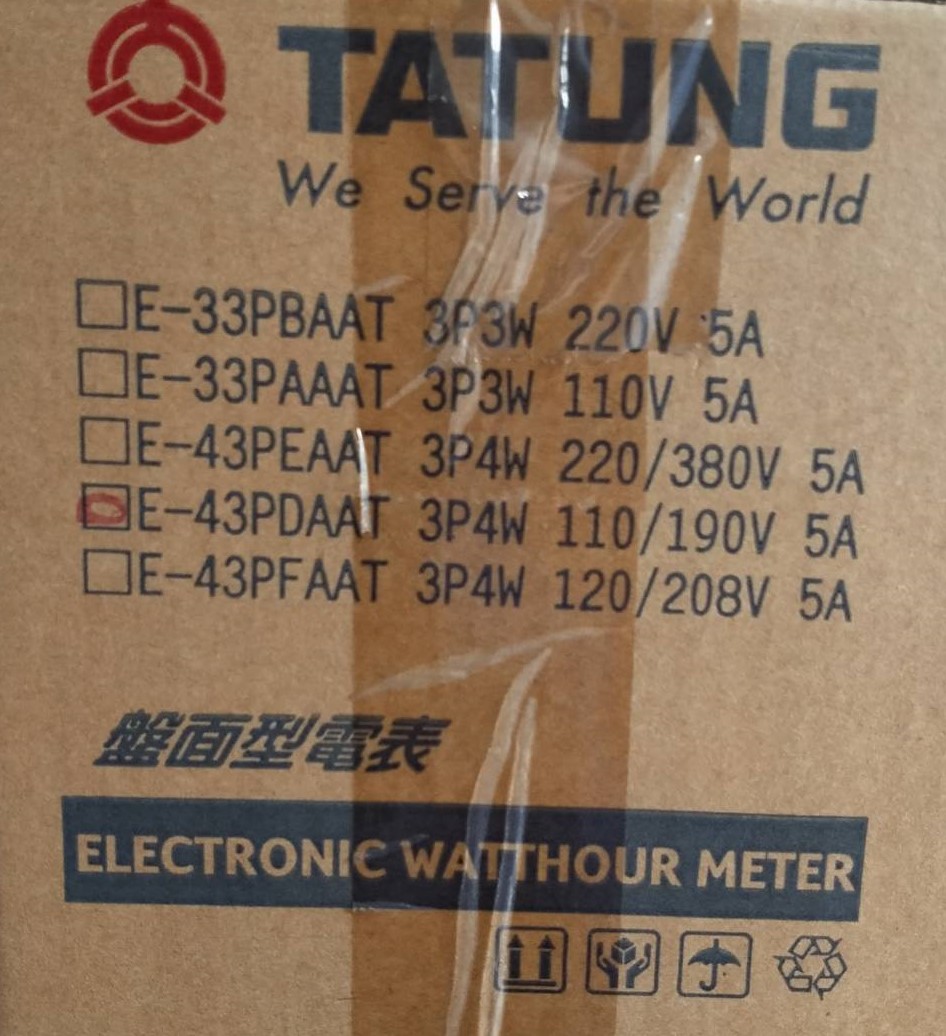 TATUNG
We Serve the World
□E-33PBAAT 3P3W 220V 5A
□E-33PAAAT 3P3W 110V 5A
□E-43PEAAT 3P4W 220/380V 5A
□E-43PDAAT 3P4W 110/190V 5A
□E-43PFAAT 3P4W 120/208V 5A
盤面型電表
ELECTRONIC WATTHOUR METER